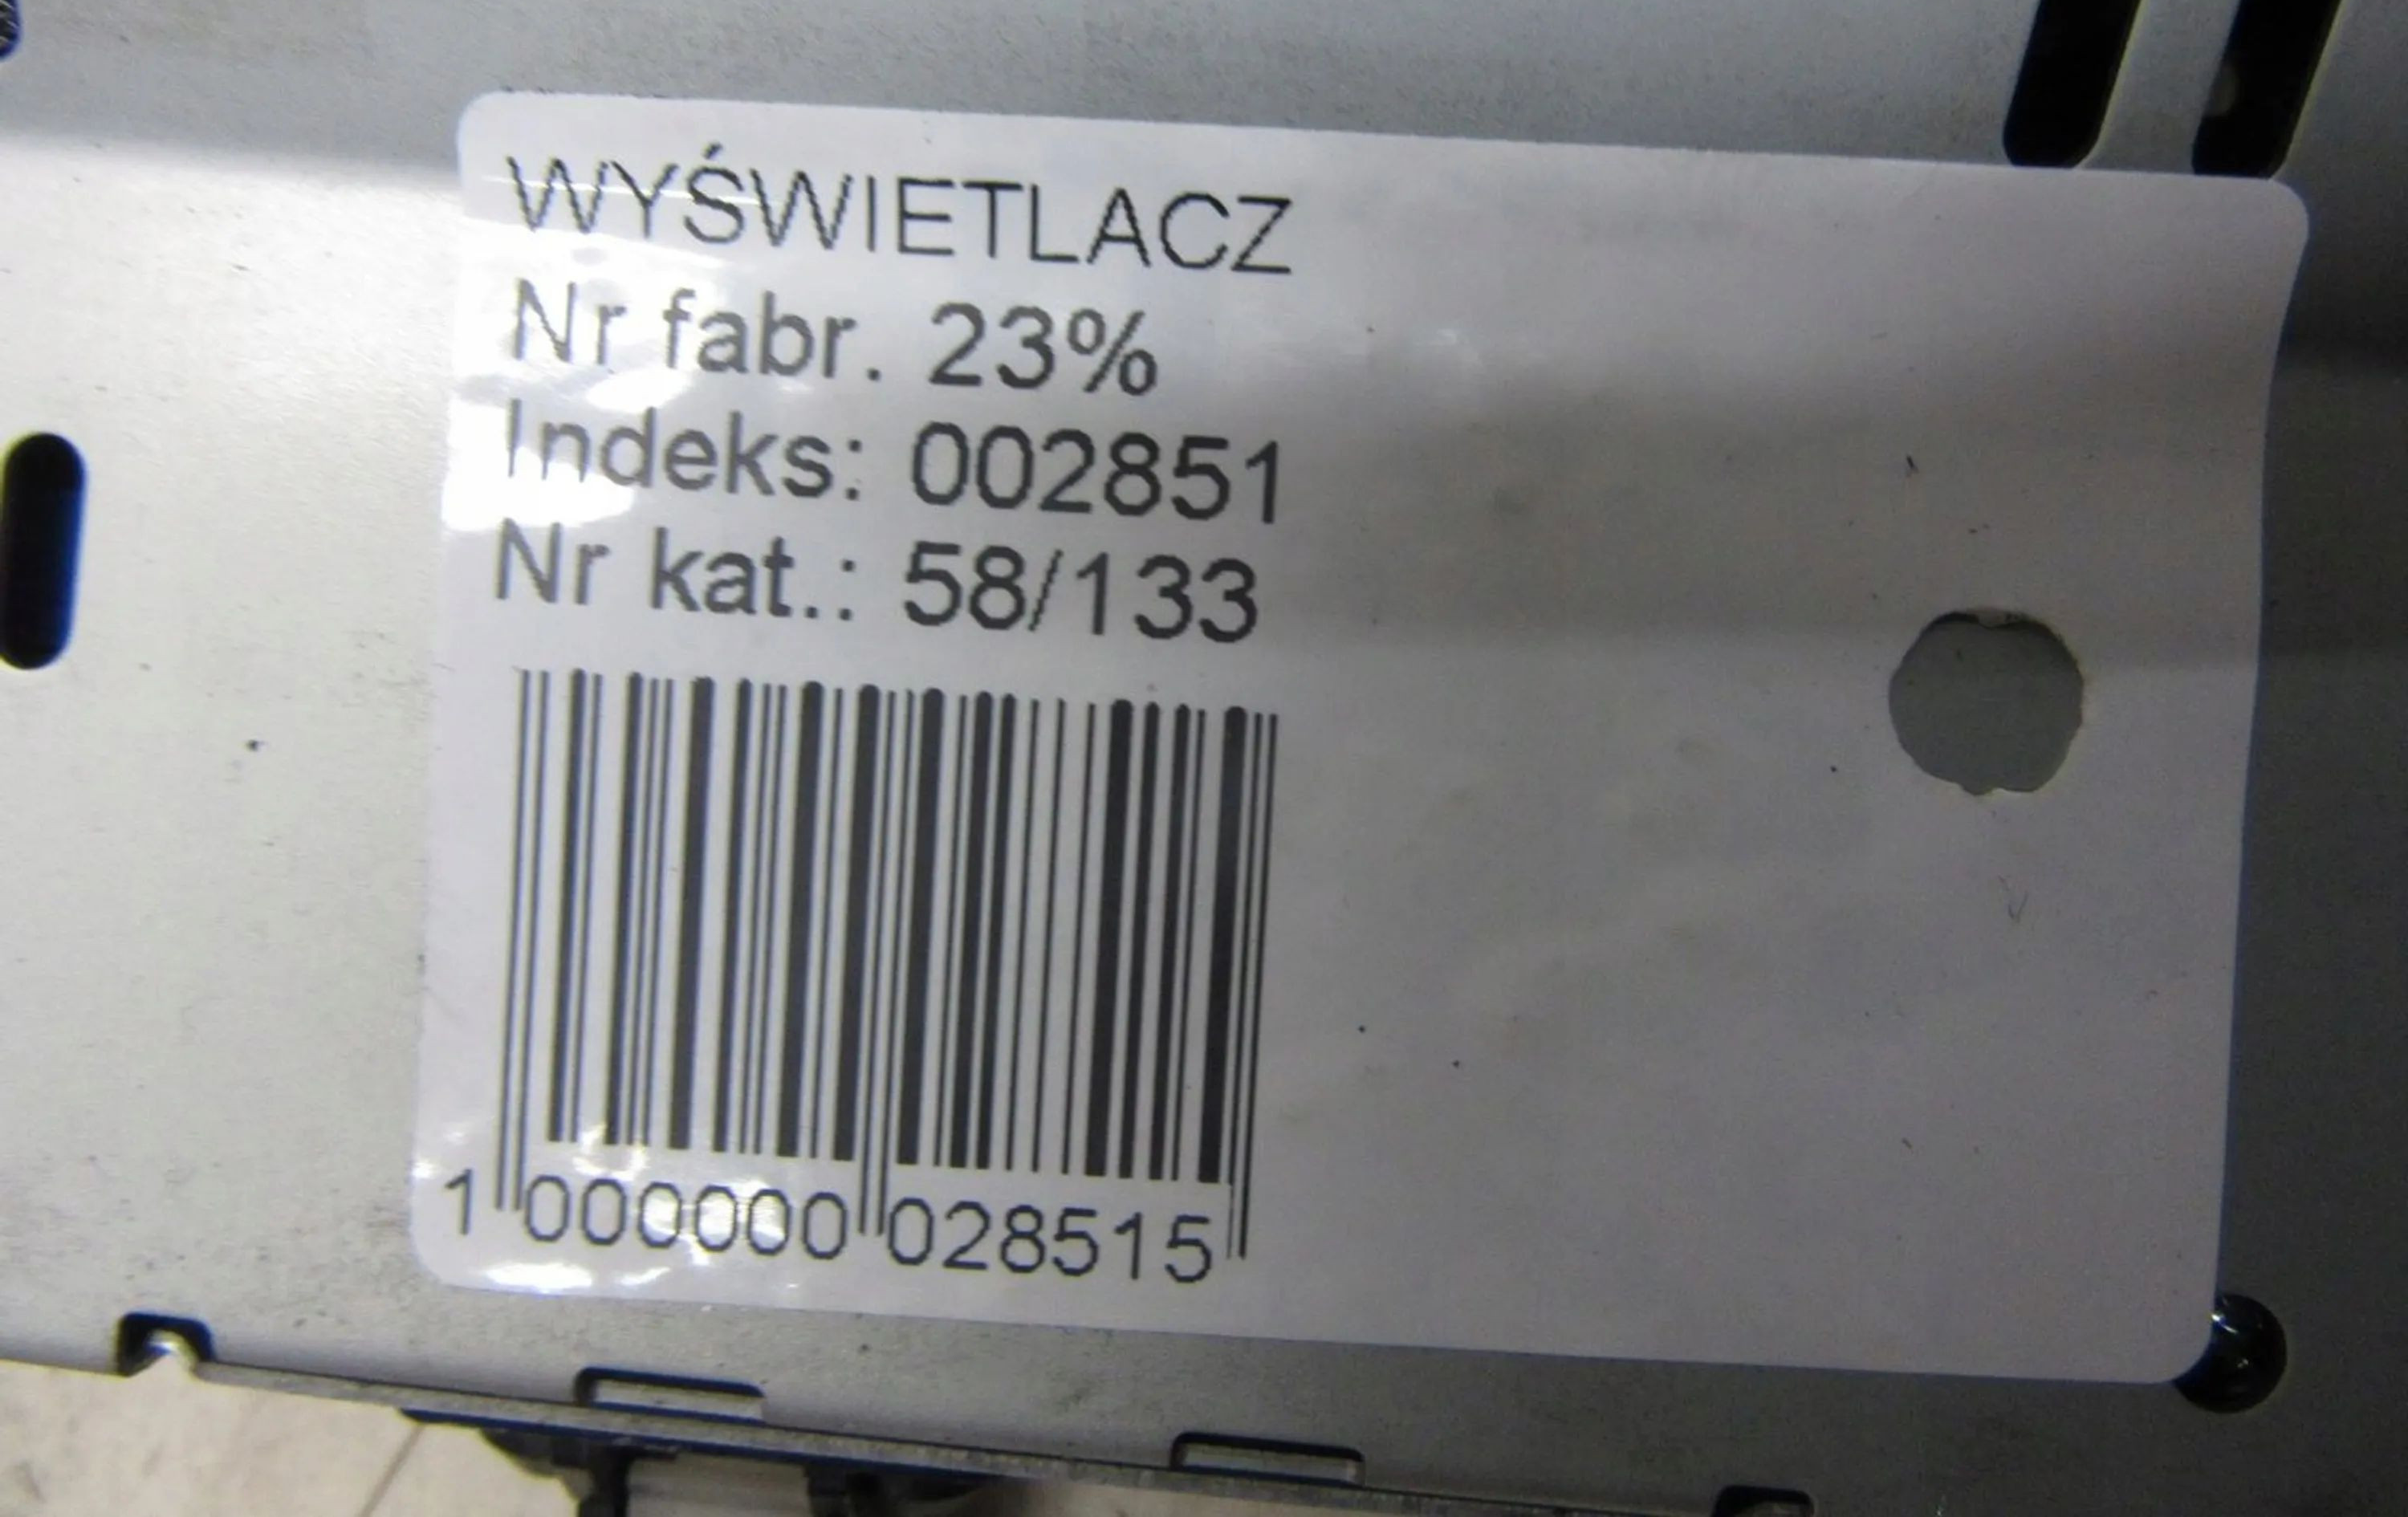 WYŚWIETLACZ
Nr fabr. 23%
Indeks: 002851
Nr kat.: 58/133
1 000000 028515